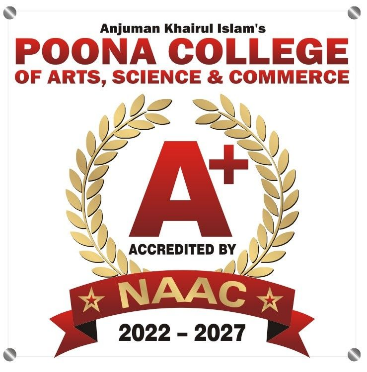 Anjuman Khairul Islam's
POONA COLLEGE
OF ARTS, SCIENCE & COMMERCE
A+
ACCREDITED BY
NAAC
2022 – 2027